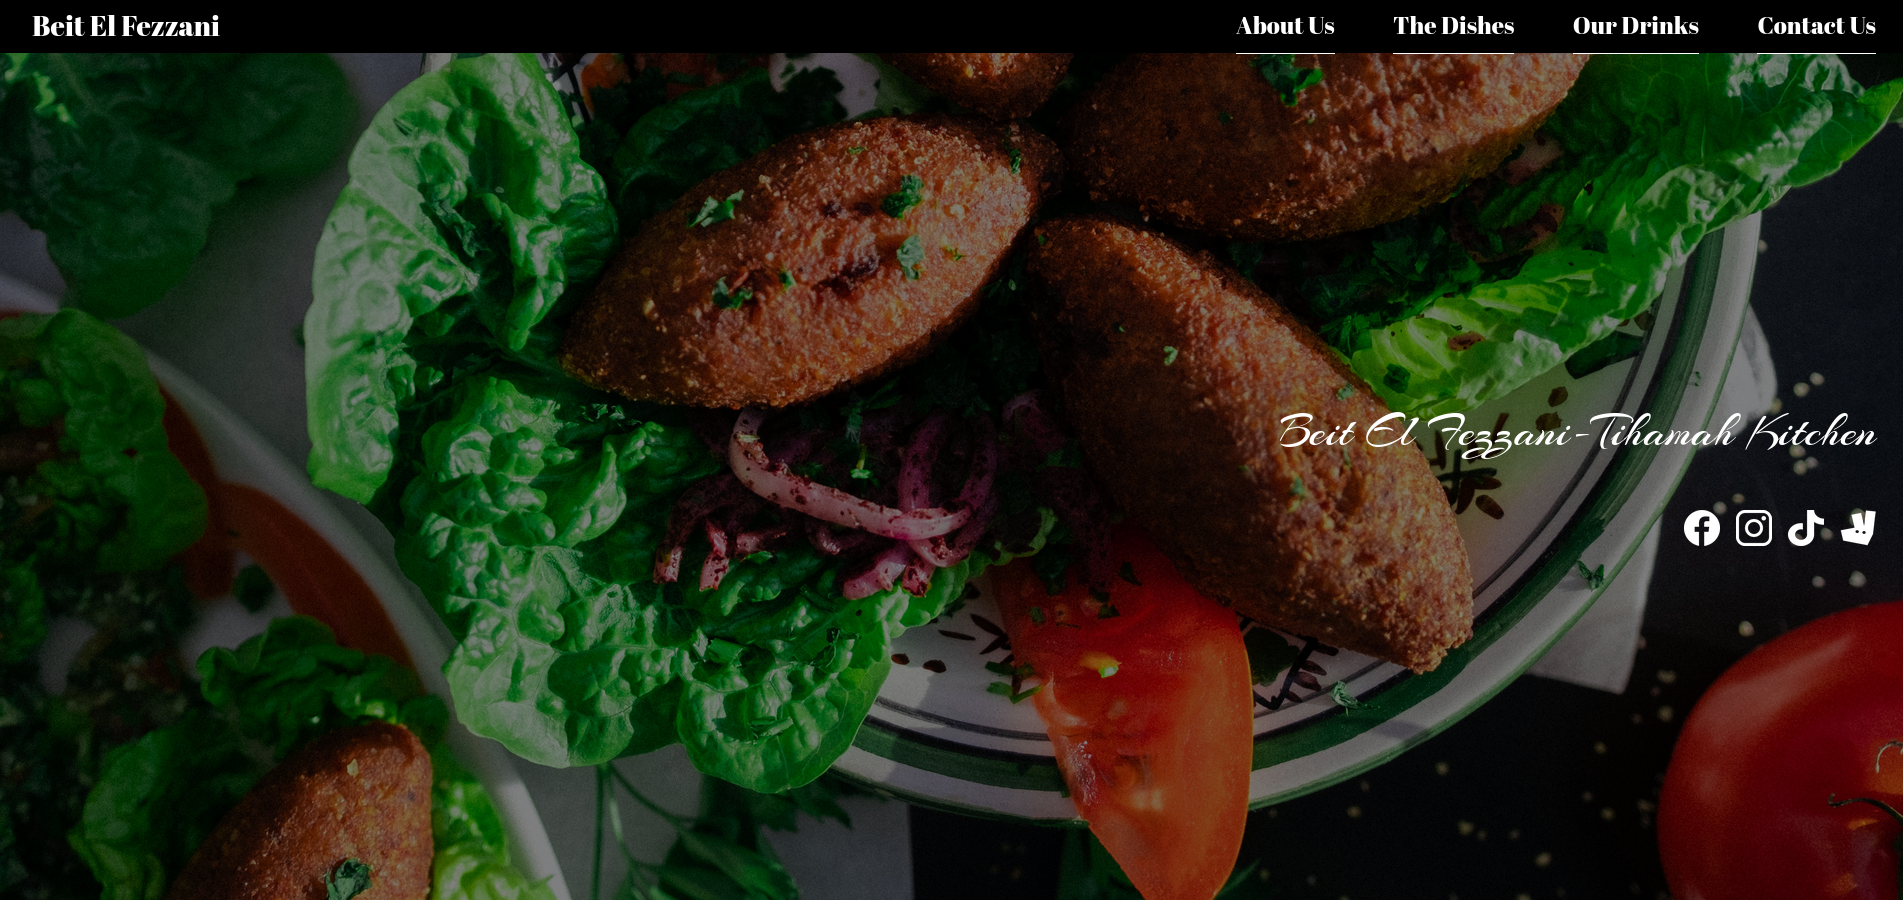 Beit El Fezzani
About Us
The Dishes
Our Drinks
Contact Us
Beit El Fezzani-Tihamah Kitchen